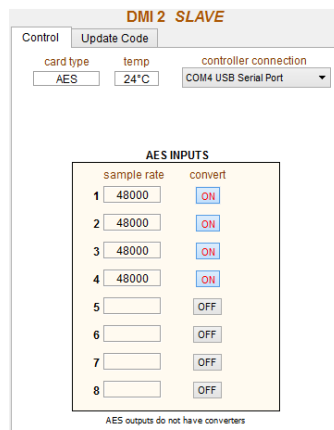 DMI 2 SLAVE
Control Update Code
card type temp controller connection
AES 24°C COM4 USB Serial Port
AES INPUTS
sample rate convert
1 48000 ON
2 48000 ON
3 48000 ON
4 48000 ON
5 OFF
6 OFF
7 OFF
8 OFF
AES outputs do not have converters